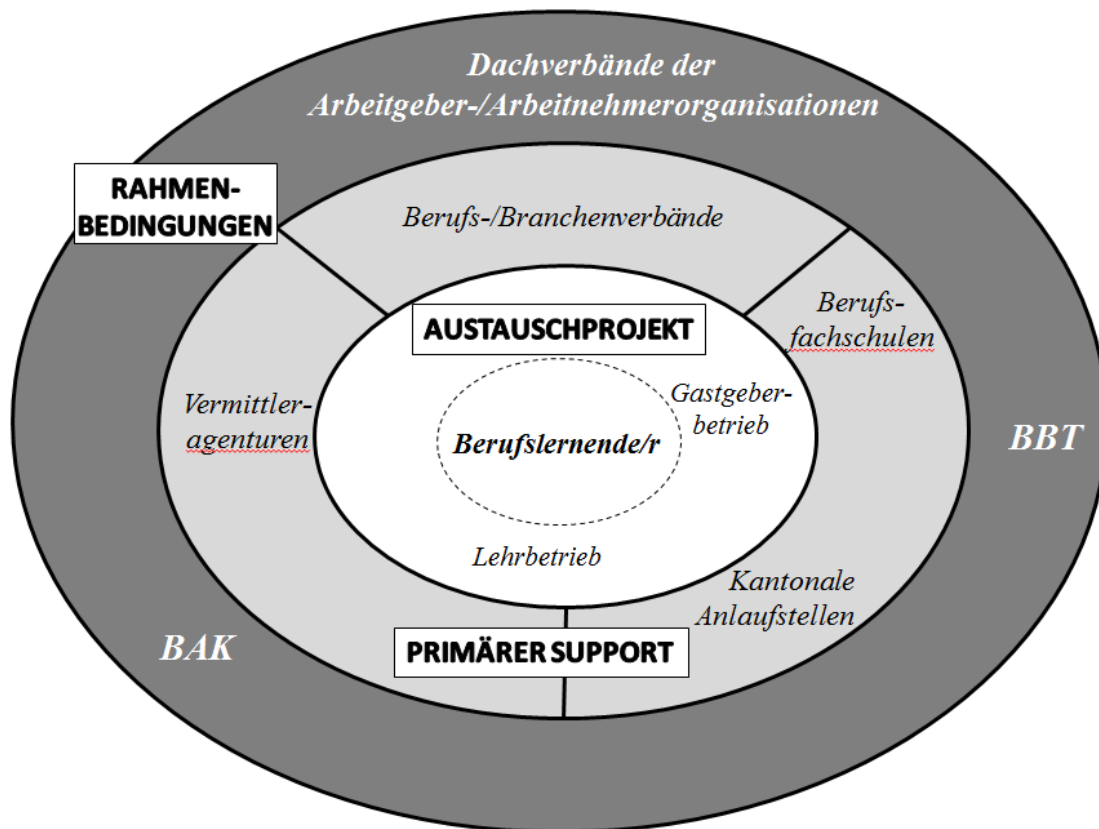 Dachverbände der
Arbeitgeber-/Arbeitnehmerorganisationen
RAHMEN-
BEDINGUNGEN
Berufs-/Branchenverbände
Berufs-
fachschulen
AUSTAUSCHPROJEKT
Vermittler-
agenturen
Gastgeber-
betrieb
Berufslernende/r
BBT
Lehrbetrieb
Kantonale
Anlaufstellen
BAK
PRIMÄRER SUPPORT